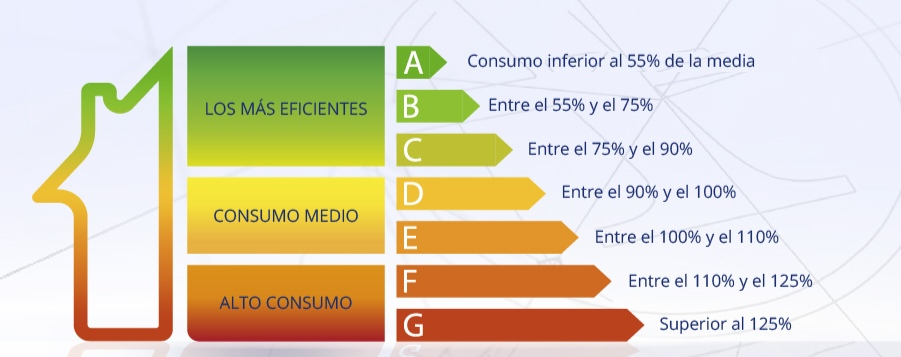 LOS MÁS EFICIENTES
A Consumo inferior al 55% de la media
B Entre el 55% y el 75%
C Entre el 75% y el 90%
CONSUMO MEDIO
D Entre el 90% y el 100%
E Entre el 100% y el 110%
ALTO CONSUMO
F Entre el 110% y el 125%
G Superior al 125%